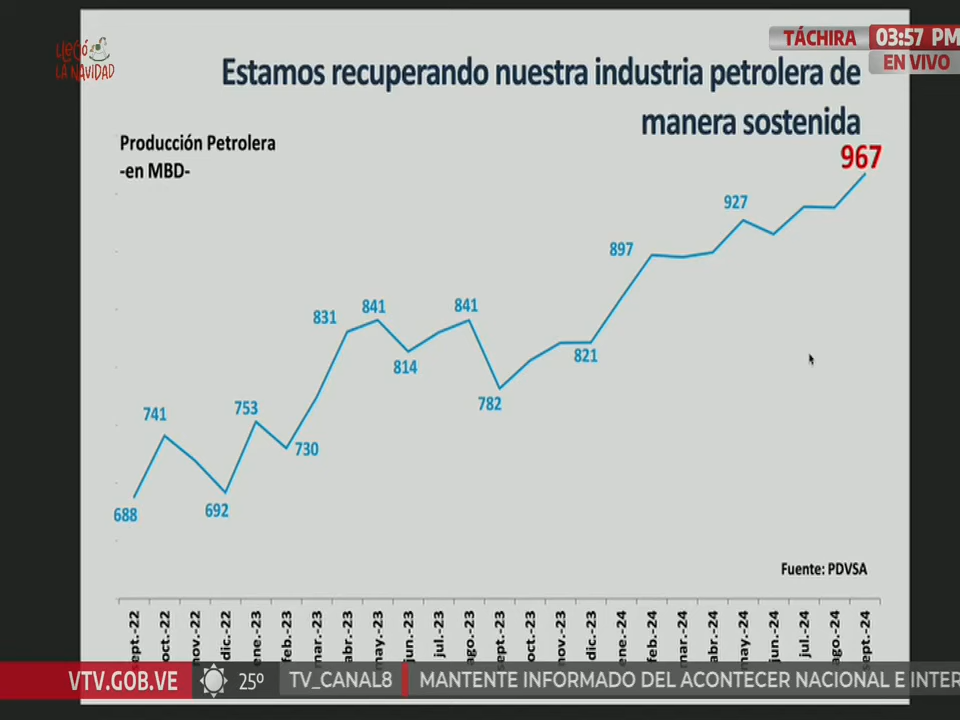 LLEGÓ
LA NAVIDAD
TÁCHIRA 03:57 PM
EN VIVO
Estamos recuperando nuestra industria petrolera de
manera sostenida
Producción Petrolera
-en MBD-
967
927
897
831 841 841
814
821
782
741 753
730
688 692
Fuente: PDVSA
sept.-22 oct.-22 nov.-22 dic.-22 ene.-23 feb.-23 mar.-23 abr.-23 may.-23 jun.-23 jul.-23 ago.-23 sept.-23 oct.-23 nov.-23 dic.-23 ene.-24 feb.-24 mar.-24 abr.-24 may.-24 jun.-24 jul.-24 ago.-24 sept.-24
VTV.GOB.VE 25° TV_CANAL8 MANTENTE INFORMADO DEL ACONTECER NACIONAL E INTER